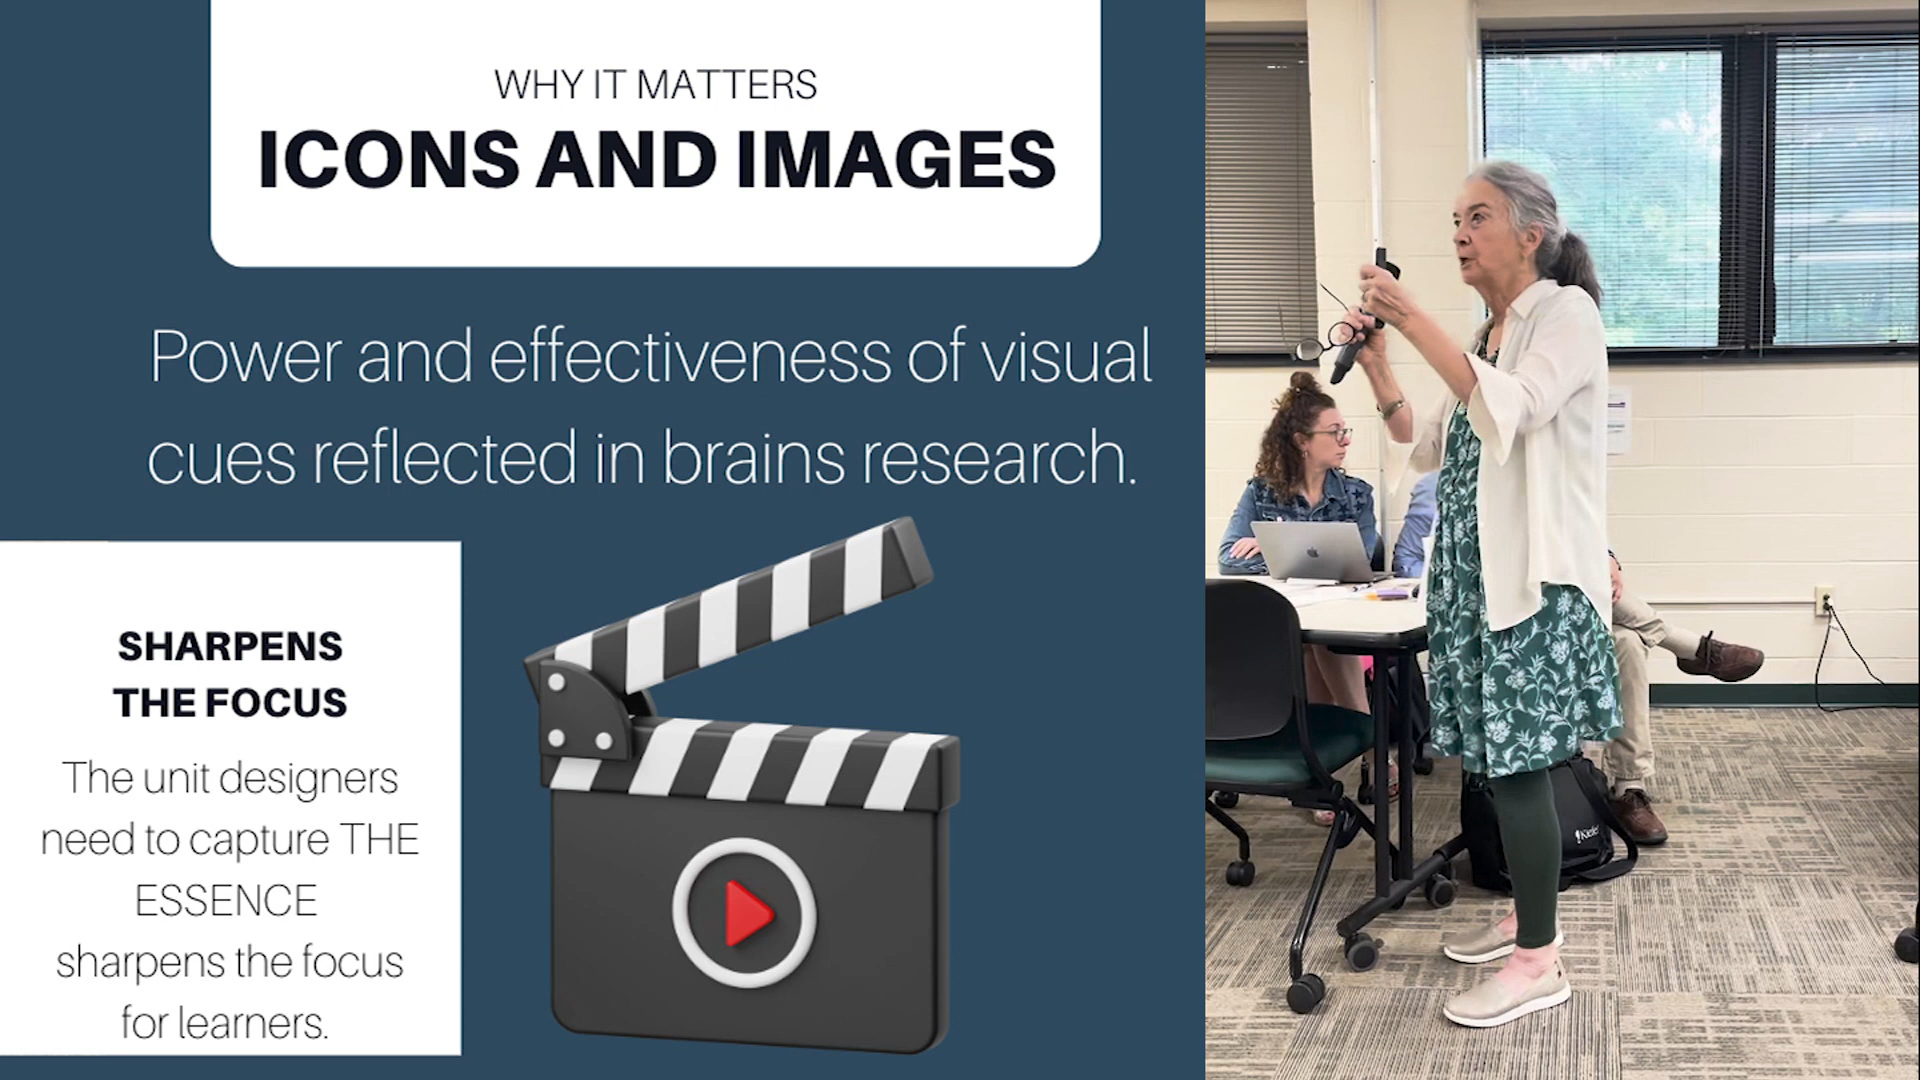 WHY IT MATTERS
ICONS AND IMAGES
Power and effectiveness of visual
cues reflected in brains research.
SHARPENS
THE FOCUS
The unit designers
need to capture THE
ESSENCE
sharpens the focus
for learners.